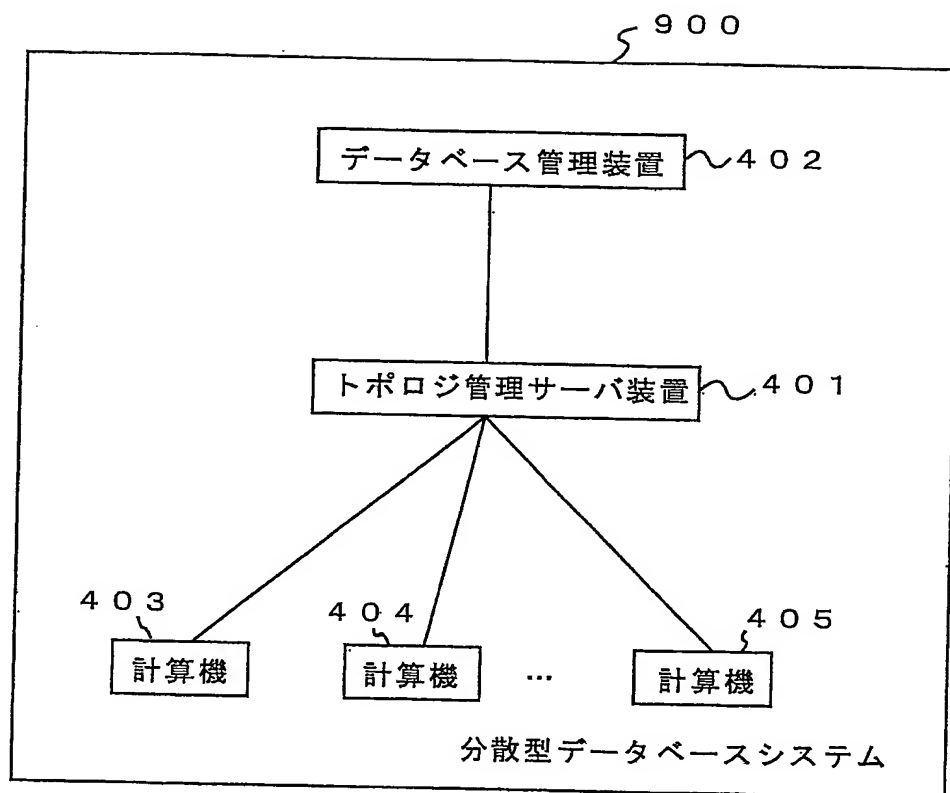 ９００
データベース管理装置
４０２
トポロジ管理サーバ装置
４０１
４０３
４０４
４０５
計算機
計算機
…
計算機
分散型データベースシステム